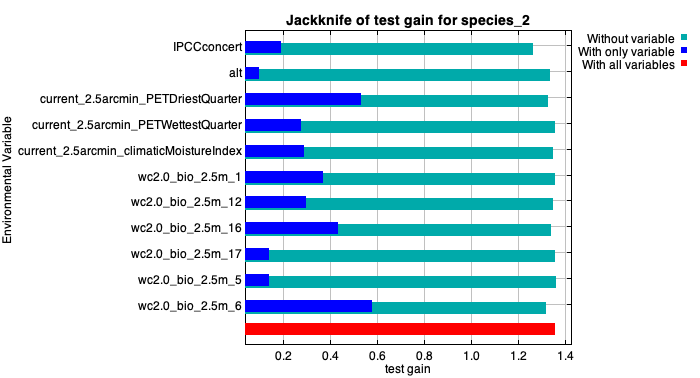 Jackknife of test gain for species_2
Without variable
With only variable
With all variables
Environmental Variable
IPCCconcert
alt
current_2.5arcmin_PETDriestQuarter
current_2.5arcmin_PETWettestQuarter
current_2.5arcmin_climaticMoistureIndex
wc2.0_bio_2.5m_1
wc2.0_bio_2.5m_12
wc2.0_bio_2.5m_16
wc2.0_bio_2.5m_17
wc2.0_bio_2.5m_5
wc2.0_bio_2.5m_6
0.2 0.4 0.6 0.8 1.0 1.2 1.4
test gain